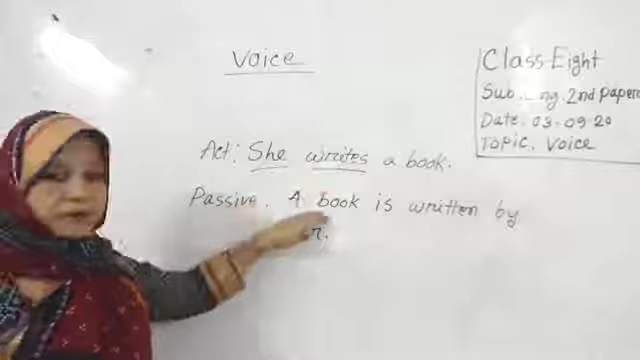 Voice
Class Eight
Sub. Eng. 2nd paper
Date. 03-09-20
Topic. Voice
Act: She writes a book.
Passive. A book is written by